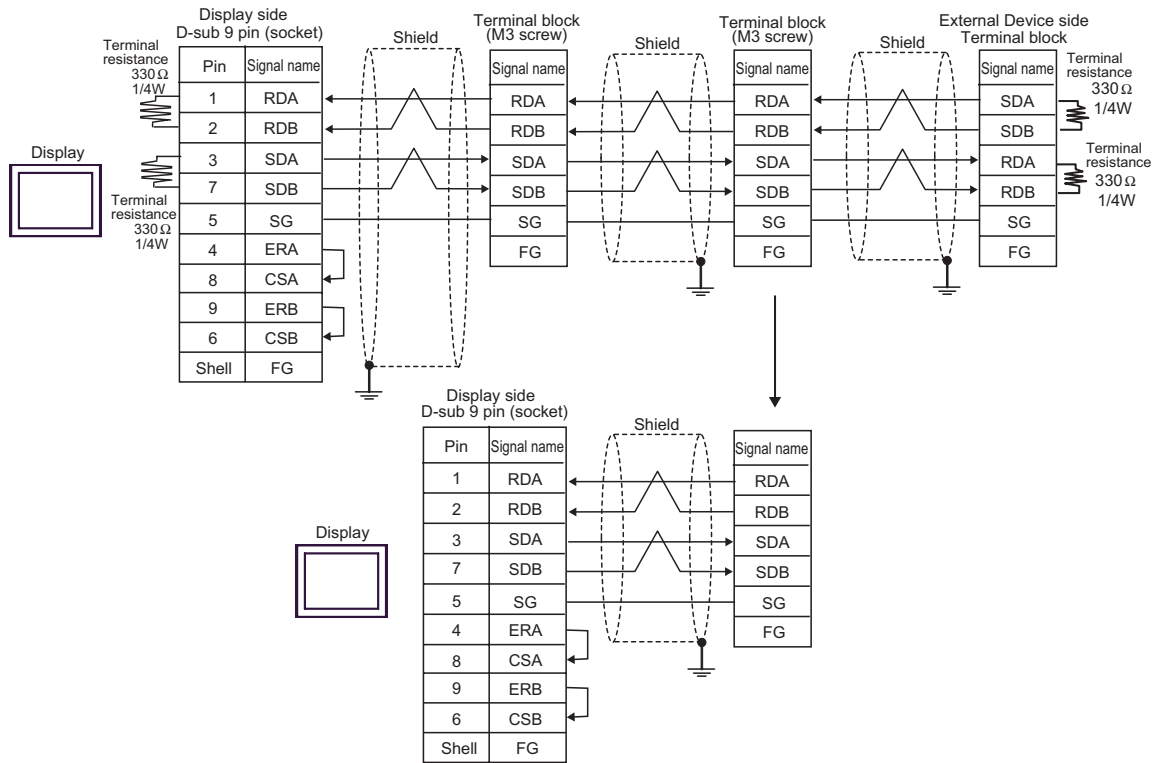 Display side
D-sub 9 pin (socket)
Terminal
resistance
330Ω
1/4W
Pin Signal name
1 RDA
2 RDB
3 SDA
7 SDB
5 SG
4 ERA
8 CSA
9 ERB
6 CSB
Shell FG
Display
Terminal
resistance
330Ω
1/4W
Shield
Terminal block
(M3 screw)
Signal name
RDA
RDB
SDA
SDB
SG
FG
Terminal block
(M3 screw)
Signal name
RDA
RDB
SDA
SDB
SG
FG
Shield
External Device side
Terminal Block
Signal name
SDA
SDB
RDA
RDB
SG
FG
Terminal
resistance
330Ω
1/4W
Terminal
resistance
330Ω
1/4W
Display side
D-sub 9 pin (socket)
Pin Signal name
1 RDA
2 RDB
3 SDA
7 SDB
5 SG
4 ERA
8 CSA
9 ERB
6 CSB
Shell FG
Display
Shield
Signal name
RDA
RDB
SDA
SDB
SG
FG